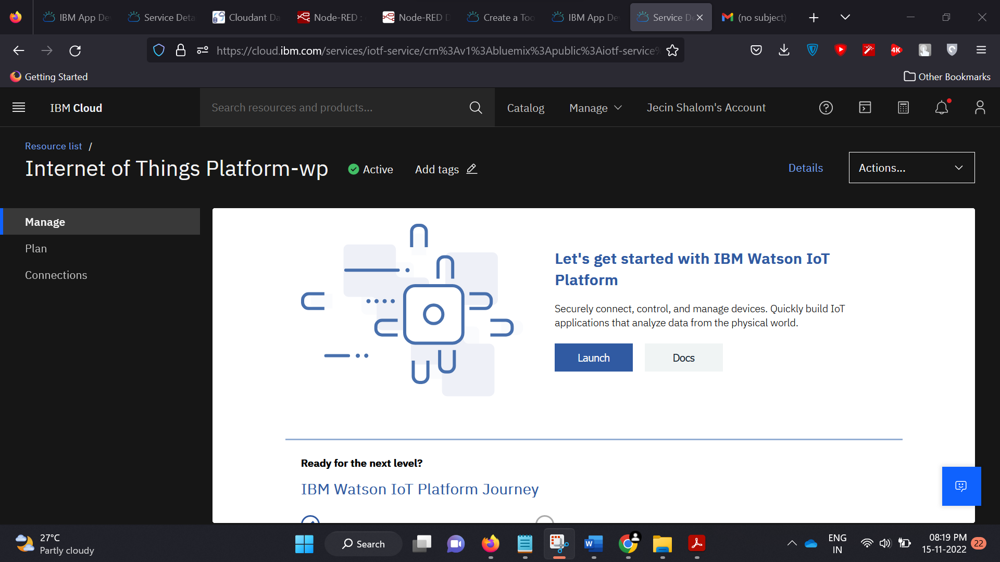 IBM App De
Service Deta
Cloudant Da
Node-RED :
Node-RED D
Create a Too
IBM App De
Service De
(no subject)
https://cloud.ibm.com/services/iotf-service/crn%3Av1%3Abluemix%3Apublic%3Aiotf-service%
4K
Getting Started
Other Bookmarks
IBM Cloud
Search resources and products...
Catalog
Manage
Jecin Shalom's Account
Resource list /
Internet of Things Platform-wp
Active
Add tags
Details
Actions...
Manage
Plan
Connections
Let's get started with IBM Watson IoT
Platform
Securely connect, control, and manage devices. Quickly build IoT
applications that analyze data from the physical world.
Launch
Docs
Ready for the next level?
IBM Watson IoT Platform Journey
27°C
Partly cloudy
Search
W
ENG
IN
08:19 PM
15-11-2022
22